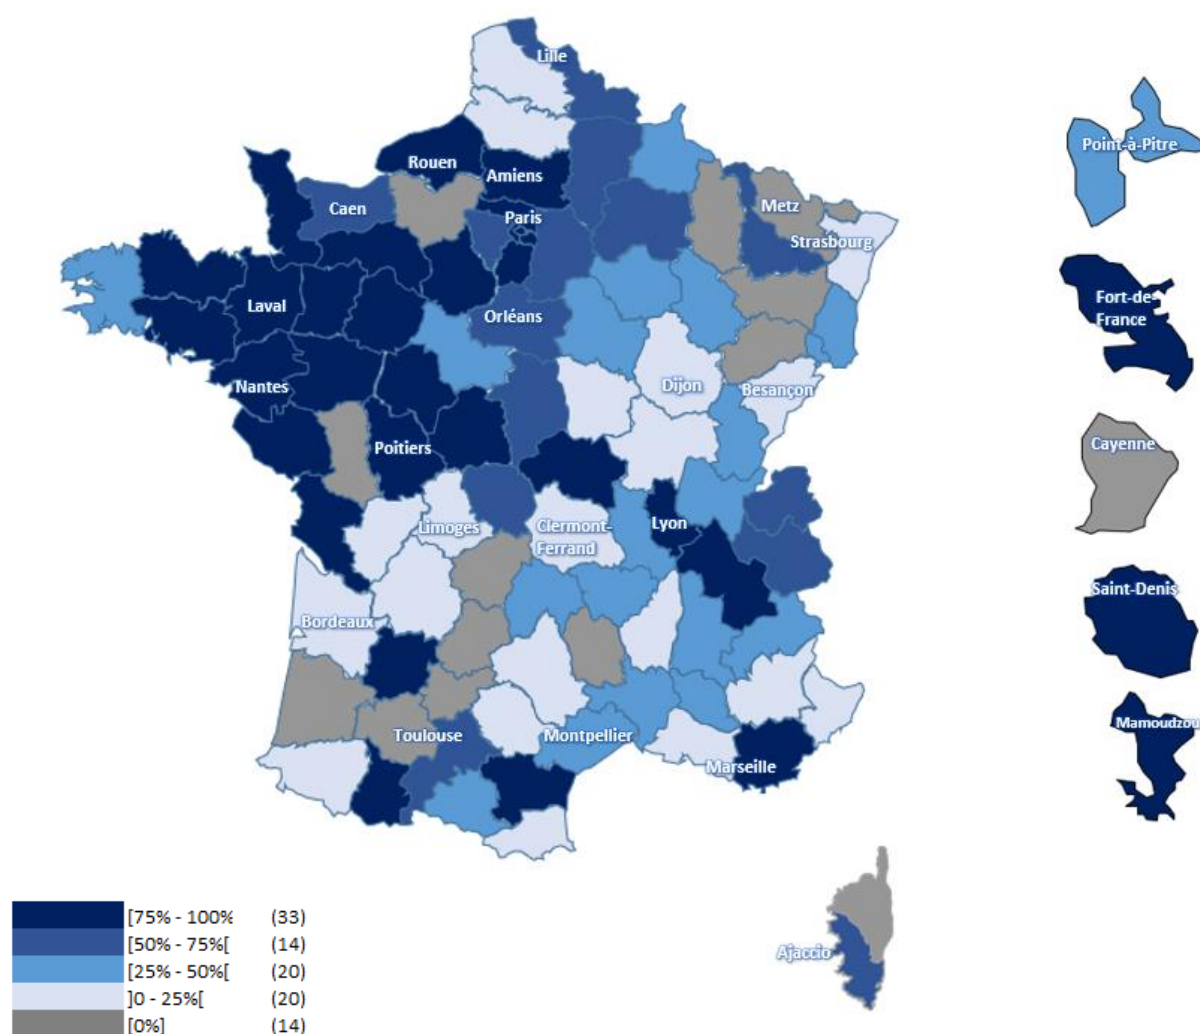 Lille
Rouen
Amiens
Metz
Caen
Paris
Strasbourg
Laval
Orléans
Nantes
Dijon
Besançon
Poitiers
Limoges
Clermont-
Ferrand
Lyon
Bordeaux
Toulouse
Montpellier
Marseille
Ajaccio
Point-à-Pitre
Fort-de-
France
Cayenne
Saint-Denis
Mamoudzou
[75% - 100% (33)
[50% - 75%[ (14)
[25% - 50%[ (20)
]0 - 25%[ (20)
[0%] (14)